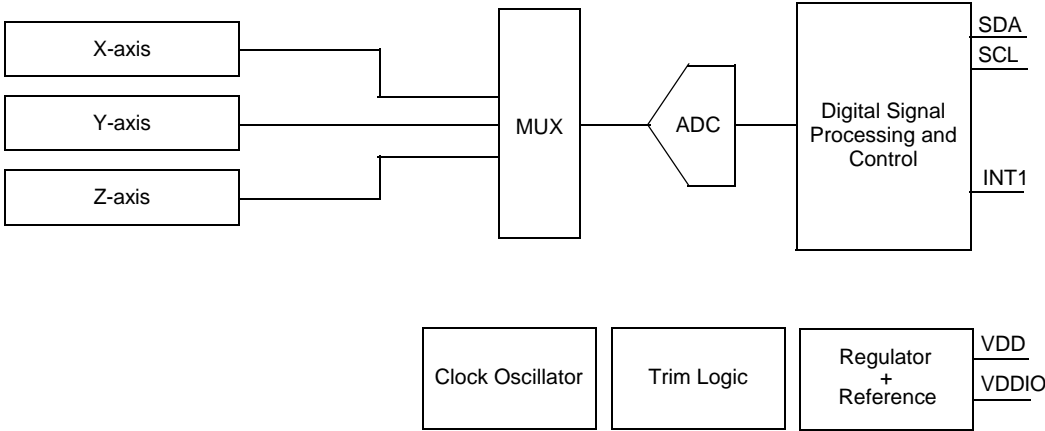 X-axis
Y-axis
Z-axis
MUX
ADC
Digital Signal
Processing and
Control
SDA
SCL
INT1
Clock Oscillator
Trim Logic
Regulator
+
Reference
VDD
VDDIO